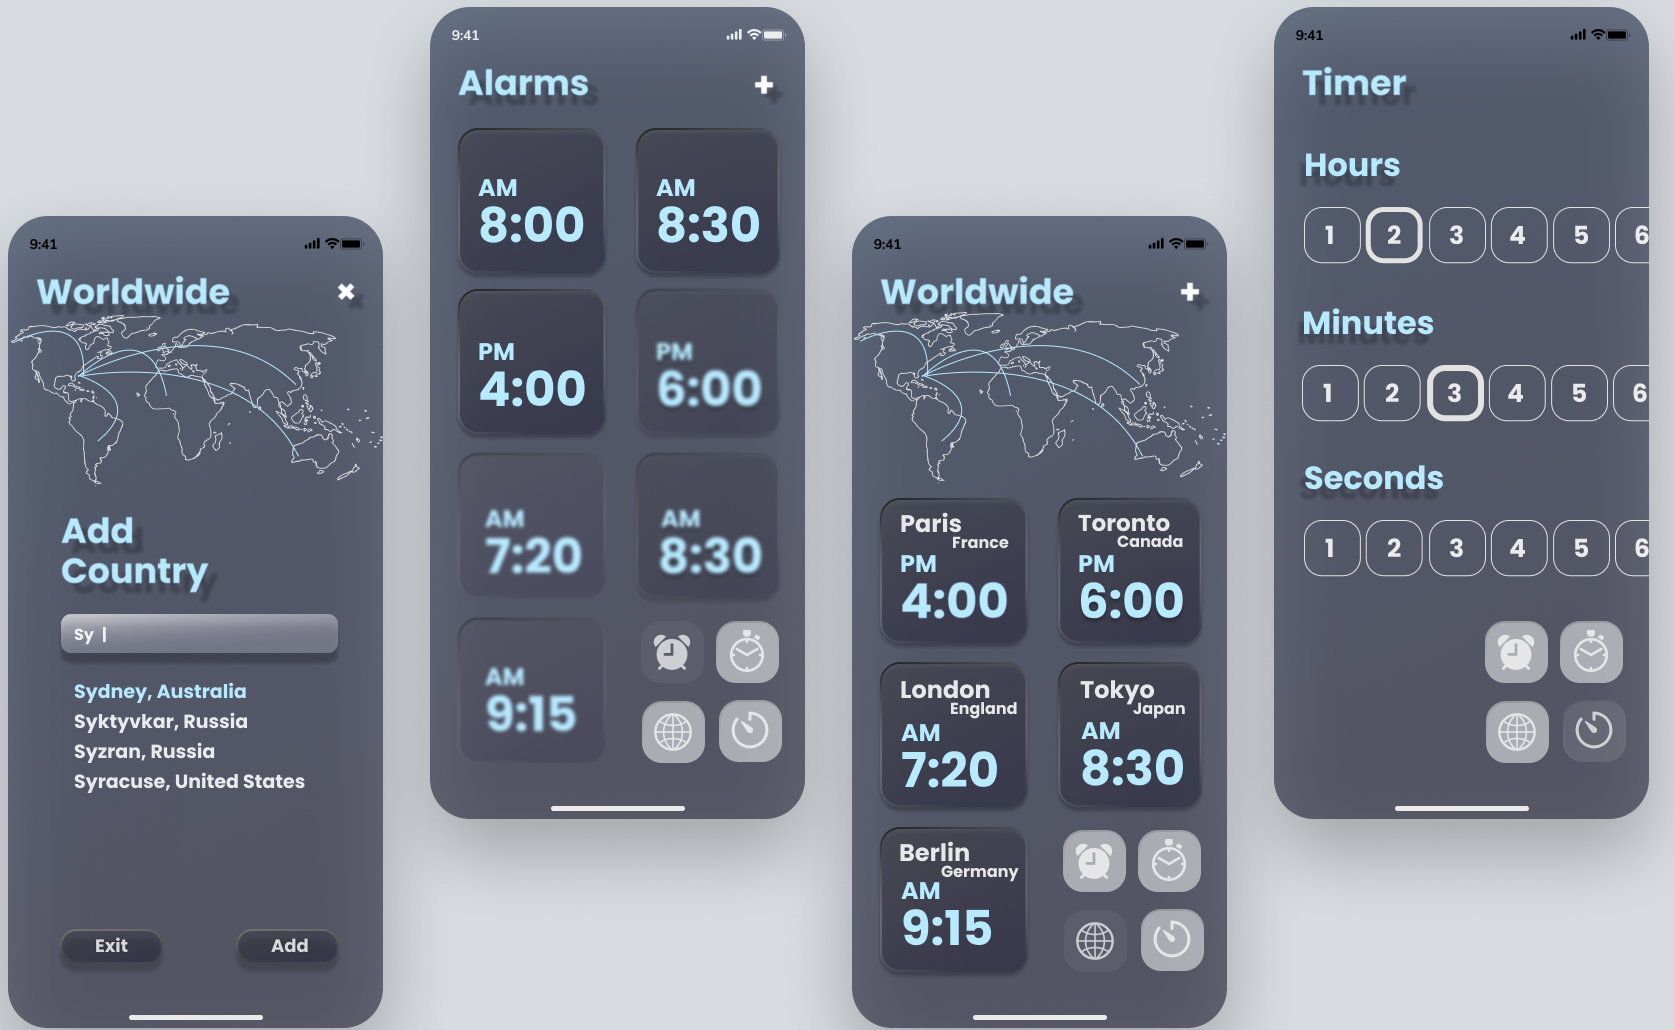 9:41
Worldwide
Add
Country
Sy |
Sydney, Australia
Syktyvkar, Russia
Syzran, Russia
Syracuse, United States
Exit
Add
9:41
Alarms
AM
8:00
AM
8:30
PM
4:00
PM
6:00
AM
7:20
AM
8:30
AM
9:15
9:41
Worldwide
Paris
France
PM
4:00
Toronto
Canada
PM
6:00
London
England
AM
7:20
Tokyo
Japan
AM
8:30
Berlin
Germany
AM
9:15
9:41
Timer
Hours
1 2 3 4 5 6
Minutes
1 2 3 4 5 6
Seconds
1 2 3 4 5 6